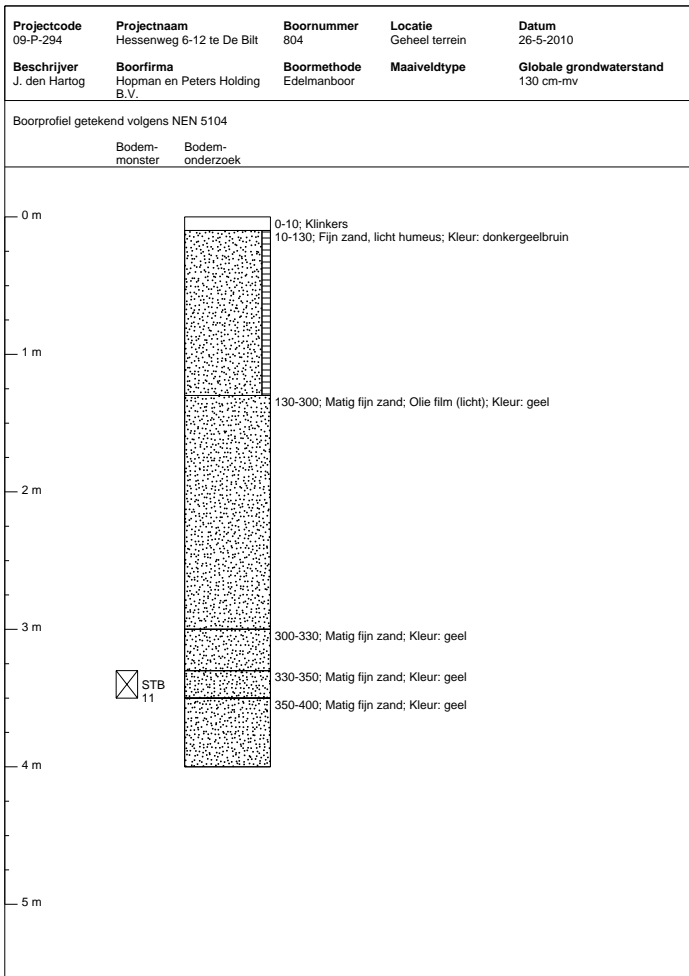 Projectcode Projectnaam Boornummer Locatie Datum
09-P-294 Hessenweg 6-12 te De Bilt 804 Geheel terrein 26-5-2010
Beschrijver Boorfirma Boormethode Maaiveldtype Globale grondwaterstand
J. den Hartog Hopman en Peters Holding Edelmanboor 130 cm-mv
B.V.
Boorprofiel getekend volgens NEN 5104
Bodem- Bodem-
monster onderzoek
0 m
0-10; Klinkers
10-130; Fijn zand, licht humeus; Kleur: donkergeelbruin
1 m
130-300; Matig fijn zand; Olie film (licht); Kleur: geel
2 m
3 m
300-330; Matig fijn zand; Kleur: geel
330-350; Matig fijn zand; Kleur: geel
STB
11
350-400; Matig fijn zand; Kleur: geel
4 m
5 m